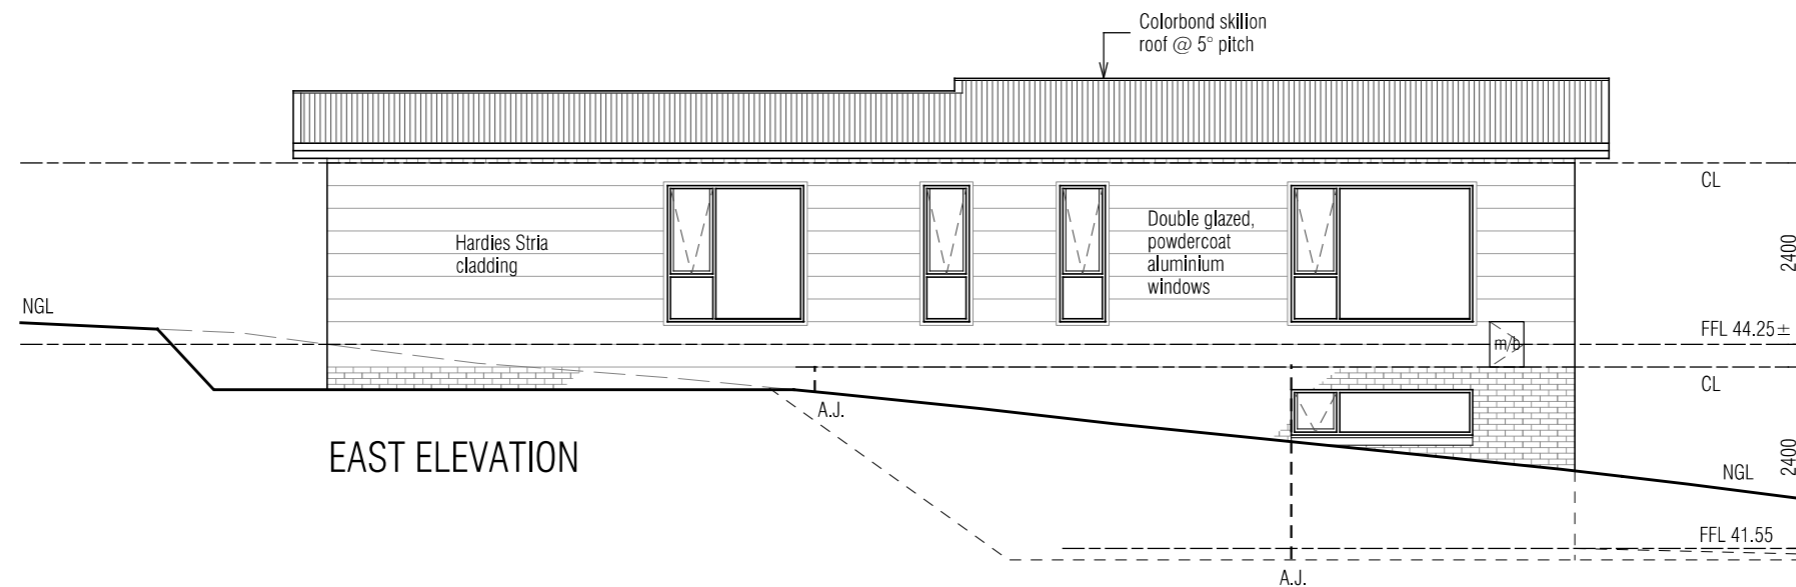 Colorbond skilion
roof @ 5° pitch
CL
2400
Hardies Stria
cladding
Double glazed,
powdercoat
aluminium
windows
NGL
FFL 44.25±
m/b
CL
A.J.
EAST ELEVATION
2400
NGL
FFL 41.55
A.J.